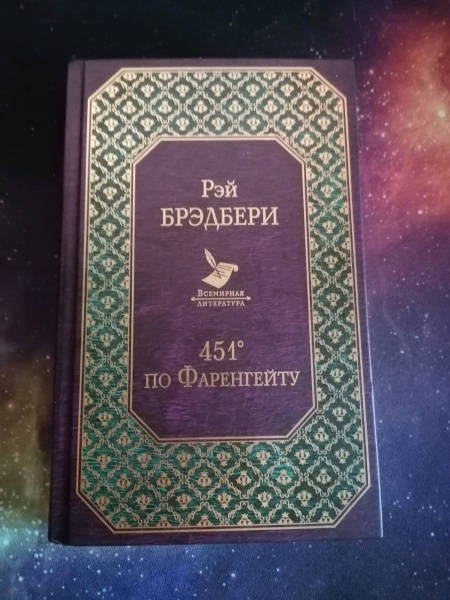 Рэй
БРЭДБЕРИ
Всемирная
литература
451°
по Фаренгейту